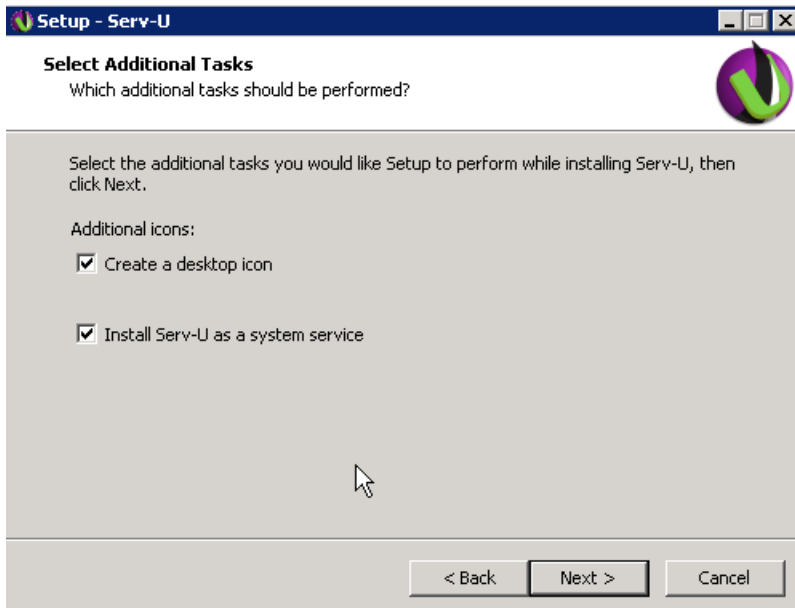 Setup - Serv-U
Select Additional Tasks
Which additional tasks should be performed?
Select the additional tasks you would like Setup to perform while installing Serv-U, then
click Next.
Additional icons:
Create a desktop icon
Install Serv-U as a system service
< Back
Next >
Cancel